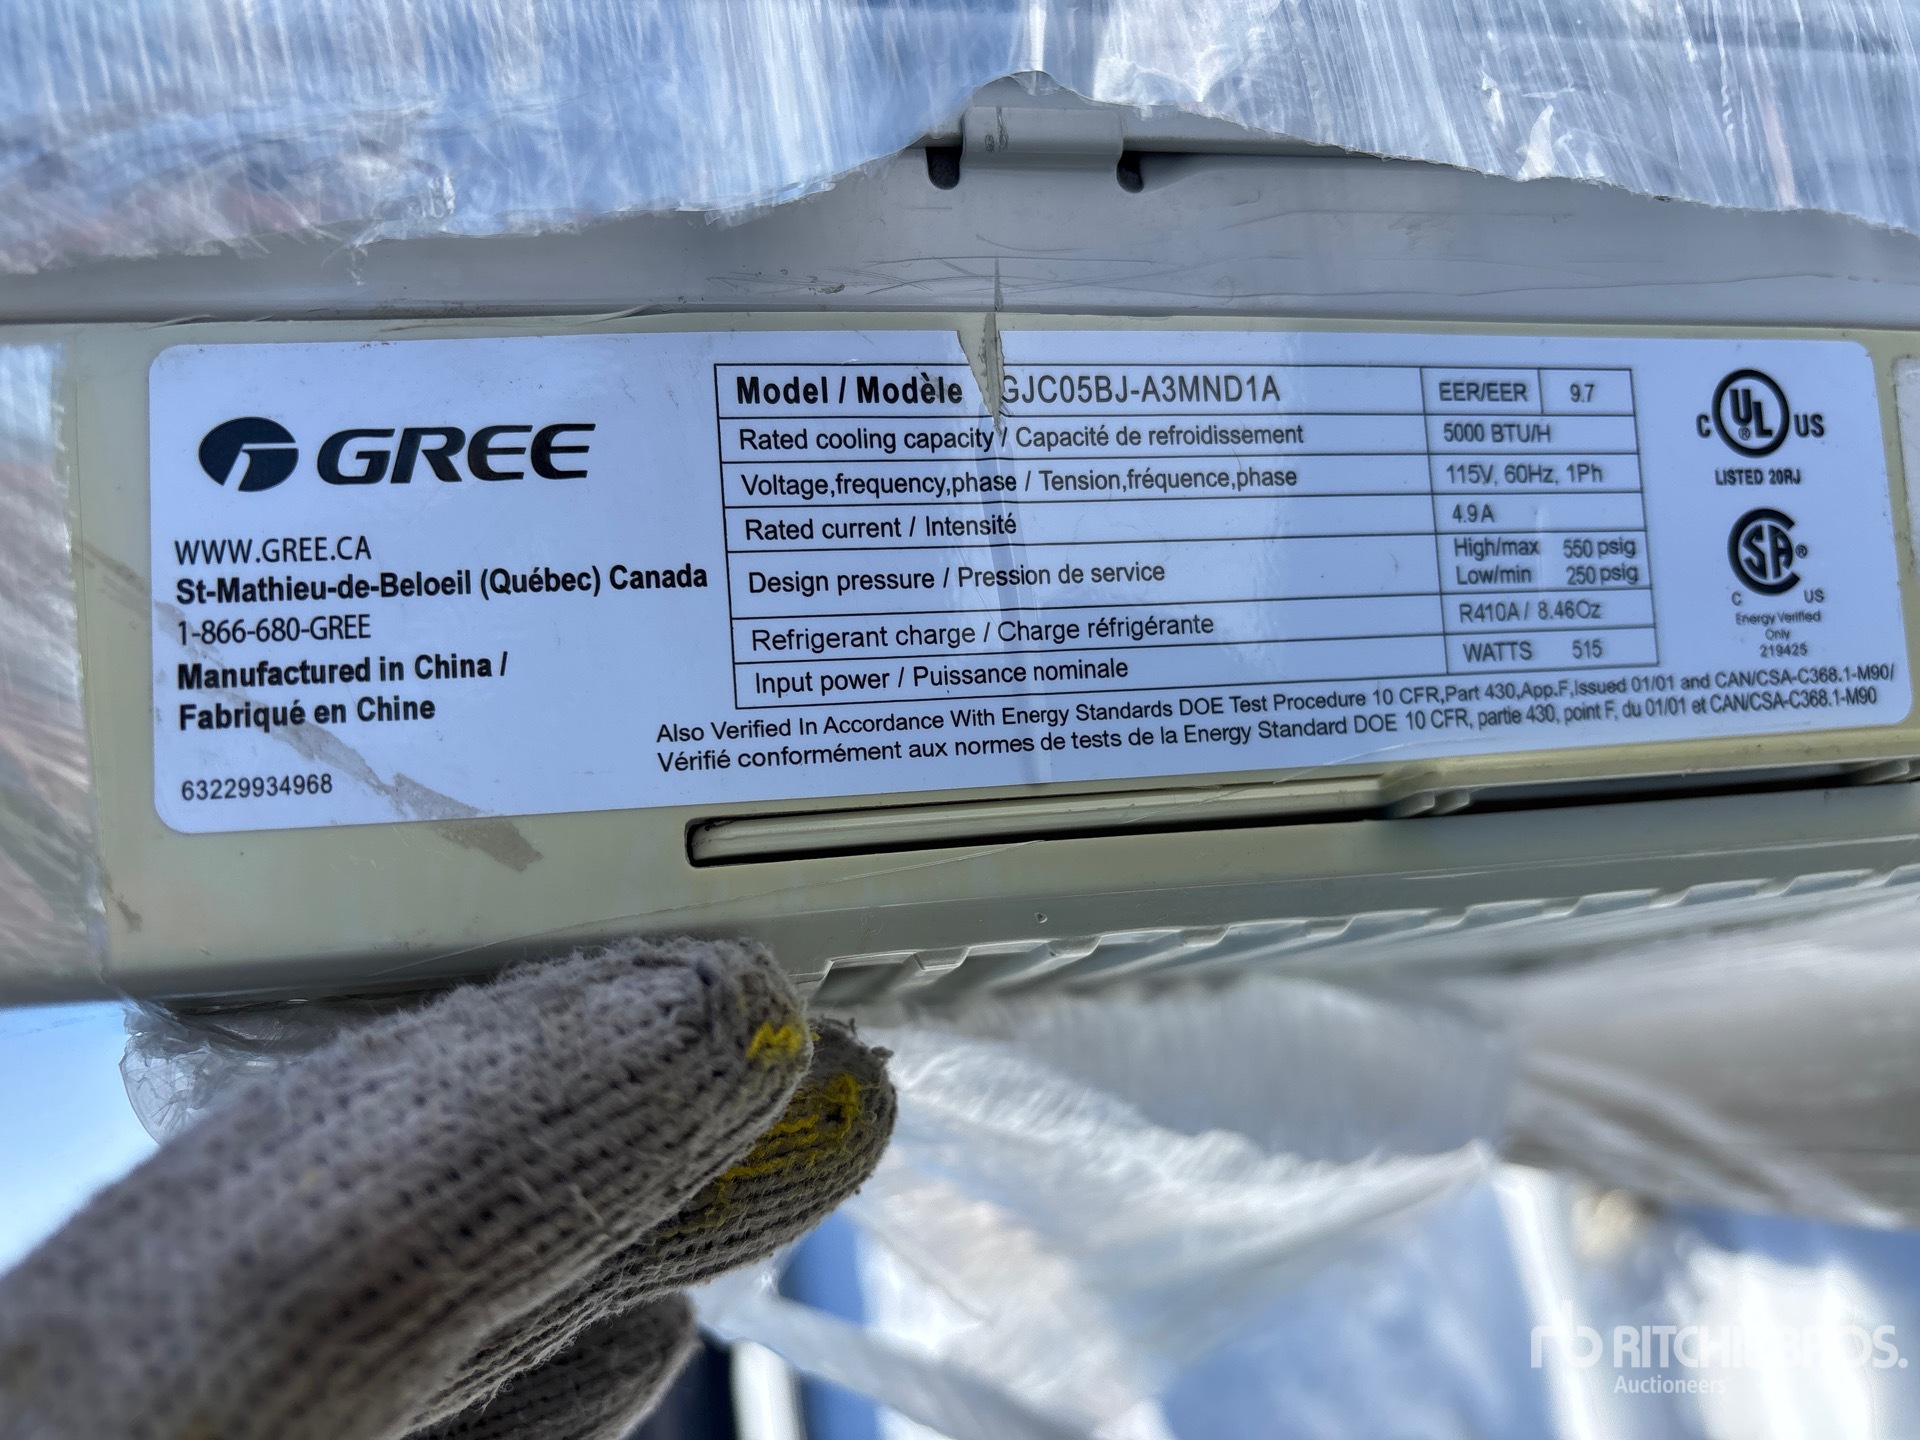 GREE
WWW.GREE.CA
St-Mathieu-de-Beloeil (Québec) Canada
1-866-680-GREE
Manufactured in China /
Fabriqué en Chine
63229934968
Model / Modèle GJC05BJ-A3MND1A EER/EER 9.7
Rated cooling capacity / Capacité de refroidissement 5000 BTU/H
Voltage,frequency,phase / Tension,fréquence,phase 115V, 60Hz, 1Ph
Rated current / Intensité 4.9A
Design pressure / Pression de service High/max 550 psig
Low/min 250 psig
Refrigerant charge / Charge réfrigérante R410A / 8.46Oz
Input power / Puissance nominale WATTS 515
Also Verified In Accordance With Energy Standards DOE Test Procedure 10 CFR,Part 430,App.F,Issued 01/01 and CAN/CSA-C368.1-M90/
Vérifié conformément aux normes de tests de la Energy Standard DOE 10 CFR, partie 430, point F, du 01/01 et CAN/CSA-C368.1-M90
C UL ® US
LISTED 20RJ
CSA ®
C US
Energy Verified
Only
219425
RITCHIE BROS.
Auctioneers